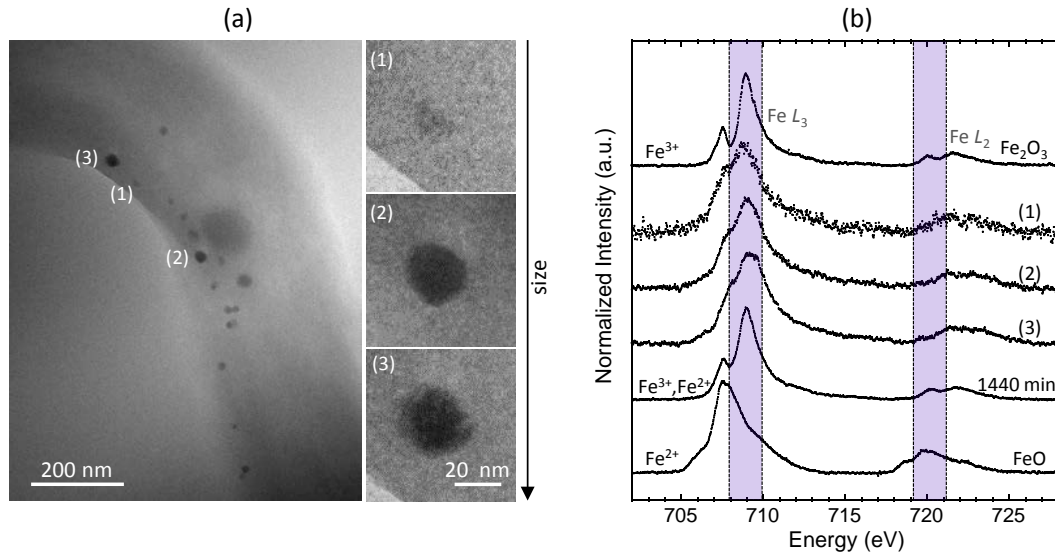 (a)
(b)
(3)
(1)
(2)
200 nm
(1)
(2)
(3)
20 nm
size
Normalized Intensity (a.u.)
Fe L₃
Fe L₂
Fe³⁺
Fe₂O₃
(1)
(2)
(3)
Fe³⁺,Fe²⁺
1440 min
Fe²⁺
FeO
705 710 715 720 725
Energy (eV)